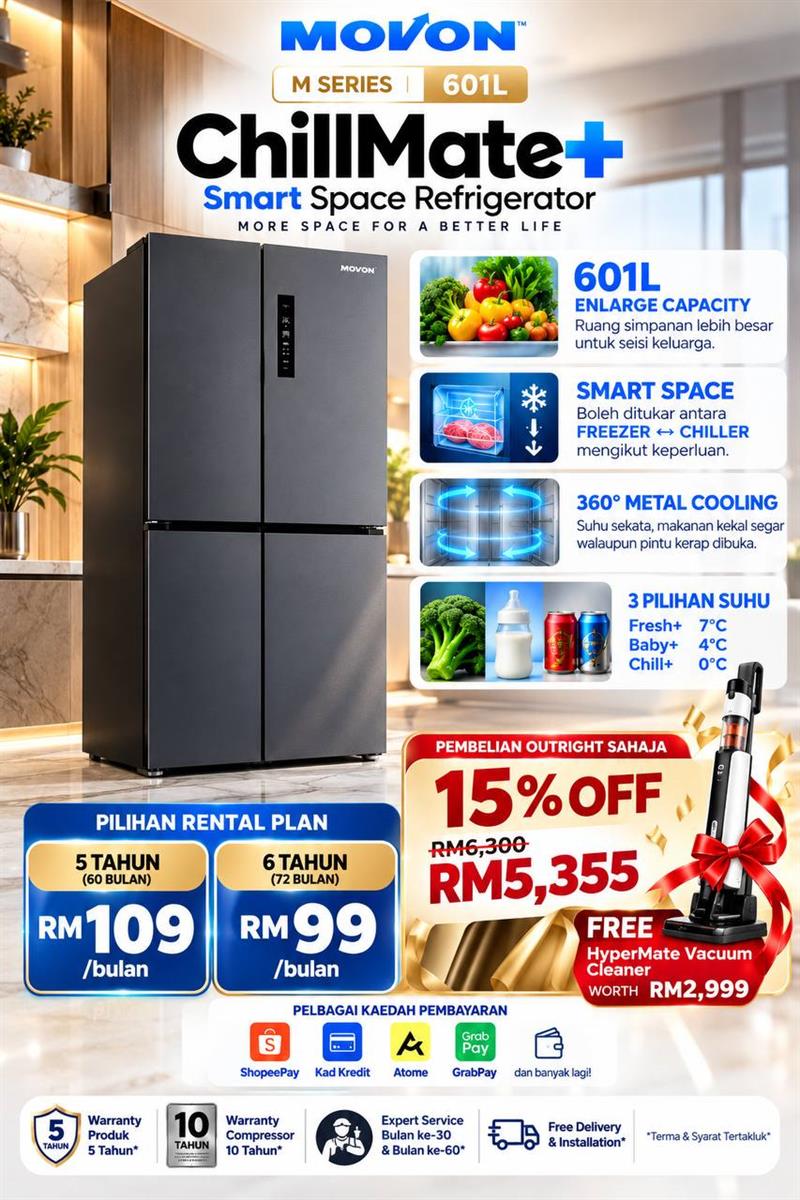 MOVON™
M SERIES | 601L
ChillMate+
Smart Space Refrigerator
MORE SPACE FOR A BETTER LIFE
MOVON
601L
ENLARGE CAPACITY
Ruang simpanan lebih besar
untuk seisi keluarga.
SMART SPACE
Boleh ditukar antara
FREEZER ↔ CHILLER
mengikut keperluan.
360° METAL COOLING
Suhu sekata, makanan kekal segar
walaupun pintu kerap dibuka.
3 PILIHAN SUHU
Fresh+ 7°C
Baby+ 4°C
Chill+ 0°C
PEMBELIAN OUTRIGHT SAHAJA
15% OFF
RM6,300
RM5,355
FREE
HyperMate Vacuum
Cleaner
WORTH RM2,999
PILIHAN RENTAL PLAN
5 TAHUN
(60 BULAN)
RM109
/bulan
6 TAHUN
(72 BULAN)
RM99
/bulan
PELBAGAI KAEDAH PEMBAYARAN
ShopeePay
Kad Kredit
Atome
Grab
Pay
GrabPay
dan banyak lagi!
5
TAHUN
Warranty
Produk
5 Tahun*
10
TAHUN
Warranty
Compressor
10 Tahun*
Expert Service
Bulan ke-30
& Bulan ke-60*
Free Delivery
& Installation*
*Terma & Syarat Tertakluk*